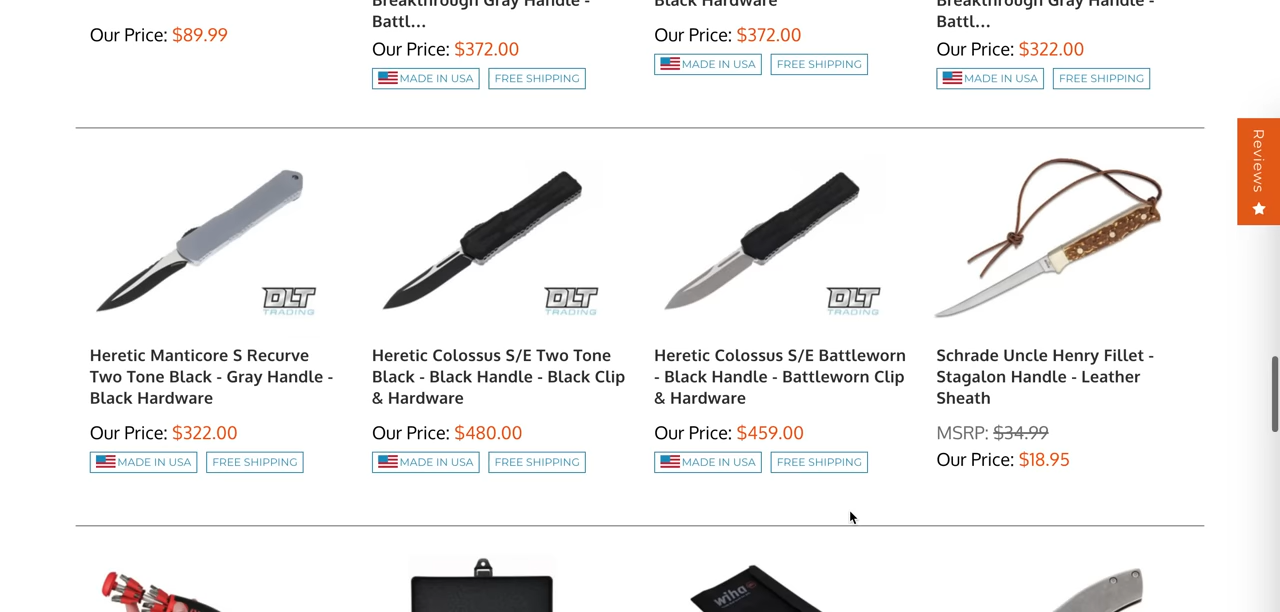 Breakthrough Gray Handle -
Battl...
Black Hardware
Breakthrough Gray Handle -
Battl...
Our Price: $89.99
Our Price: $372.00
MADE IN USA
FREE SHIPPING
Our Price: $372.00
MADE IN USA
FREE SHIPPING
Our Price: $322.00
MADE IN USA
FREE SHIPPING
Reviews
DLT
TRADING
DLT
TRADING
DLT
TRADING
Heretic Manticore S Recurve
Two Tone Black - Gray Handle -
Black Hardware
Our Price: $322.00
MADE IN USA
FREE SHIPPING
Heretic Colossus S/E Two Tone
Black - Black Handle - Black Clip
& Hardware
Our Price: $480.00
MADE IN USA
FREE SHIPPING
Heretic Colossus S/E Battleworn
- Black Handle - Battleworn Clip
& Hardware
Our Price: $459.00
MADE IN USA
FREE SHIPPING
Schrade Uncle Henry Fillet -
Stagalon Handle - Leather
Sheath
MSRP: $34.99
Our Price: $18.95
wiha